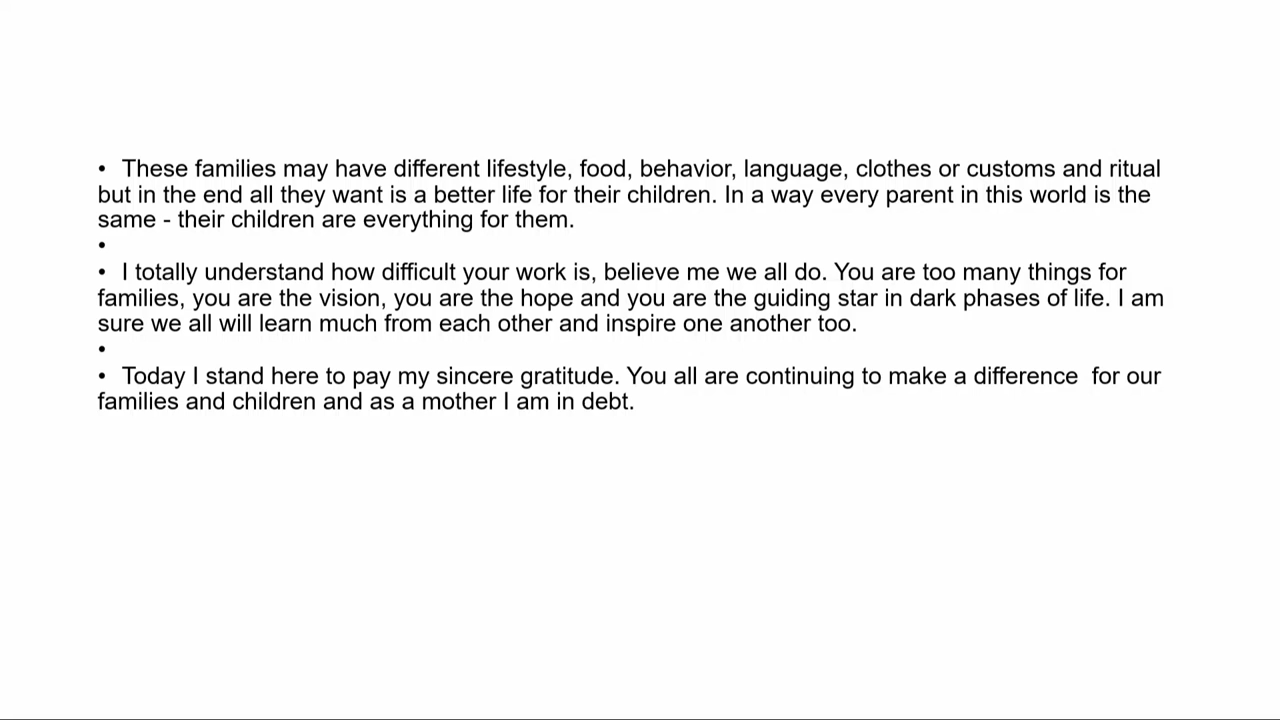 • These families may have different lifestyle, food, behavior, language, clothes or customs and ritual
but in the end all they want is a better life for their children. In a way every parent in this world is the
same - their children are everything for them.
•
• I totally understand how difficult your work is, believe me we all do. You are too many things for
families, you are the vision, you are the hope and you are the guiding star in dark phases of life. I am
sure we all will learn much from each other and inspire one another too.
•
• Today I stand here to pay my sincere gratitude. You all are continuing to make a difference  for our
families and children and as a mother I am in debt.